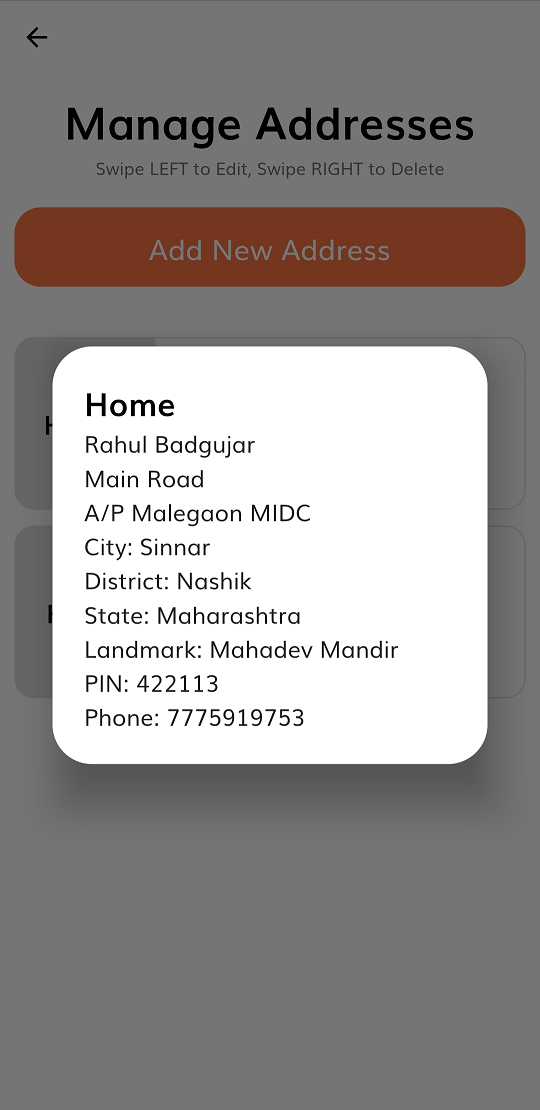 Manage Addresses
Swipe LEFT to Edit, Swipe RIGHT to Delete
Add New Address
Home
Rahul Badgujar
Main Road
A/P Malegaon MIDC
City: Sinnar
District: Nashik
State: Maharashtra
Landmark: Mahadev Mandir
PIN: 422113
Phone: 7775919753